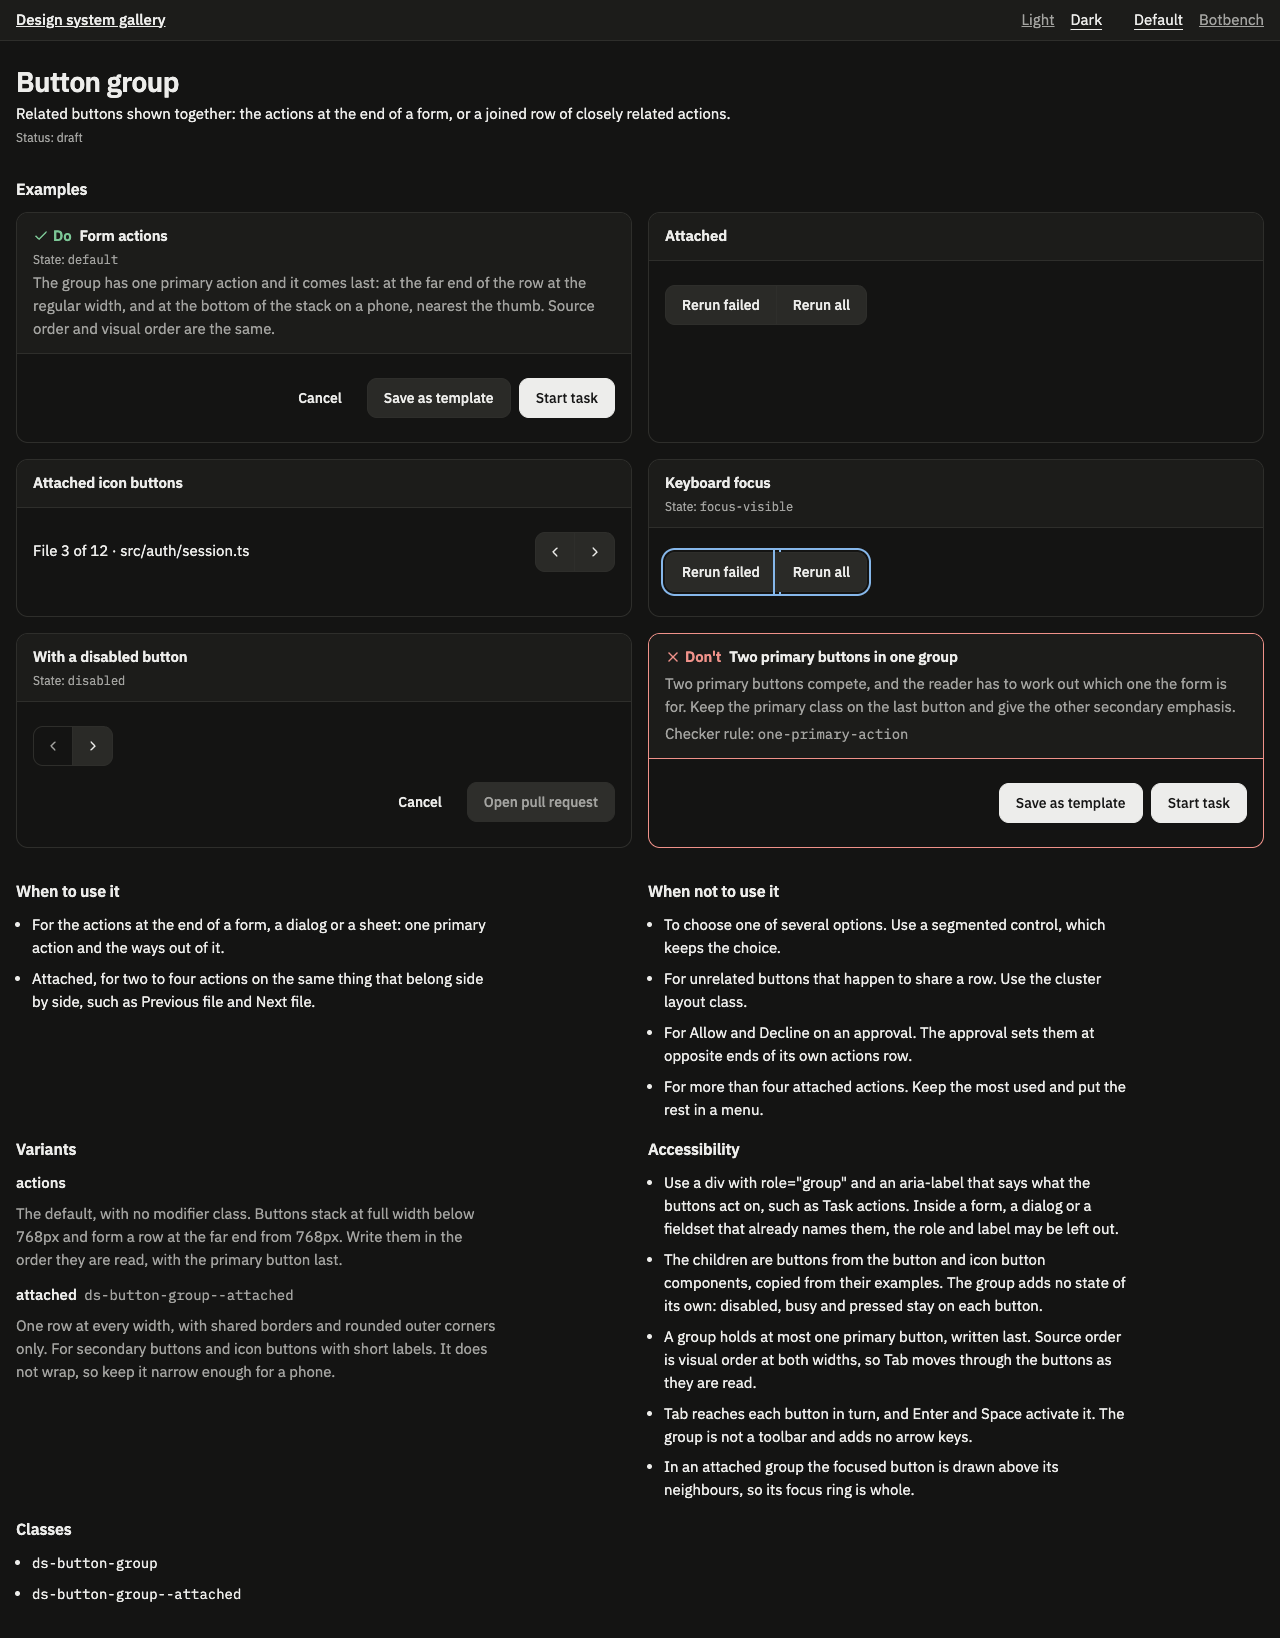 Design system gallery
Light Dark Default Botbench
Button group
Related buttons shown together: the actions at the end of a form, or a joined row of closely related actions.
Status: draft
Examples
Do Form actions
State: default
The group has one primary action and it comes last: at the far end of the row at the
regular width, and at the bottom of the stack on a phone, nearest the thumb. Source
order and visual order are the same.
Cancel Save as template Start task
Attached
Rerun failed Rerun all
Attached icon buttons
File 3 of 12 · src/auth/session.ts
Keyboard focus
State: focus-visible
Rerun failed Rerun all
With a disabled button
State: disabled
Cancel Open pull request
Don't Two primary buttons in one group
Two primary buttons compete, and the reader has to work out which one the form is
for. Keep the primary class on the last button and give the other secondary emphasis.
Checker rule: one-primary-action
Save as template Start task
When to use it
• For the actions at the end of a form, a dialog or a sheet: one primary
action and the ways out of it.
• Attached, for two to four actions on the same thing that belong side
by side, such as Previous file and Next file.
When not to use it
• To choose one of several options. Use a segmented control, which
keeps the choice.
• For unrelated buttons that happen to share a row. Use the cluster
layout class.
• For Allow and Decline on an approval. The approval sets them at
opposite ends of its own actions row.
• For more than four attached actions. Keep the most used and put the
rest in a menu.
Variants
actions
The default, with no modifier class. Buttons stack at full width below
768px and form a row at the far end from 768px. Write them in the
order they are read, with the primary button last.
attached ds-button-group--attached
One row at every width, with shared borders and rounded outer corners
only. For secondary buttons and icon buttons with short labels. It does
not wrap, so keep it narrow enough for a phone.
Accessibility
• Use a div with role="group" and an aria-label that says what the
buttons act on, such as Task actions. Inside a form, a dialog or a
fieldset that already names them, the role and label may be left out.
• The children are buttons from the button and icon button
components, copied from their examples. The group adds no state of
its own: disabled, busy and pressed stay on each button.
• A group holds at most one primary button, written last. Source order
is visual order at both widths, so Tab moves through the buttons as
they are read.
• Tab reaches each button in turn, and Enter and Space activate it. The
group is not a toolbar and adds no arrow keys.
• In an attached group the focused button is drawn above its
neighbours, so its focus ring is whole.
Classes
• ds-button-group
• ds-button-group--attached